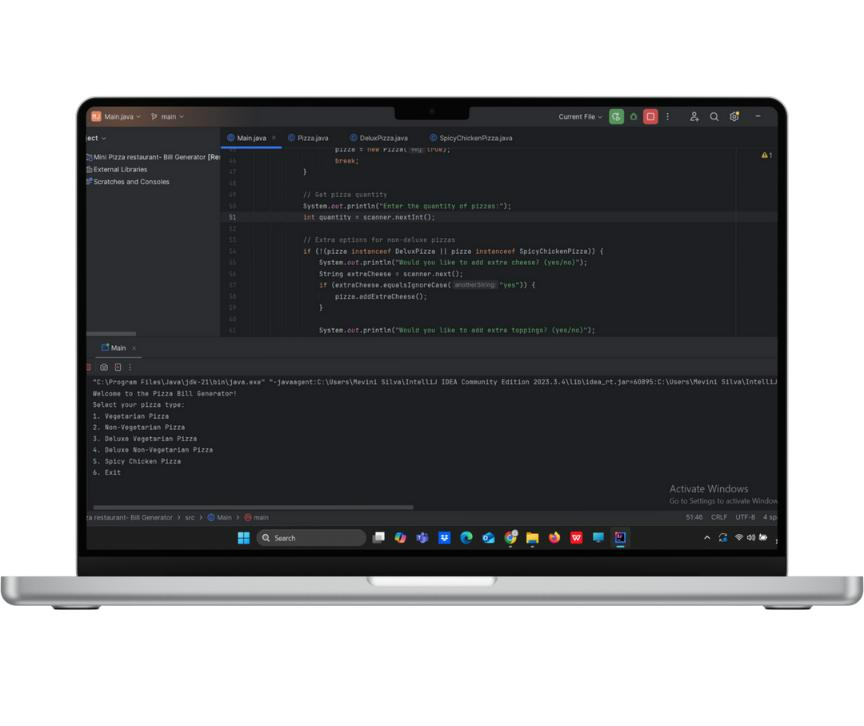 MJ Main.java main Current File
ect
Main.java × Pizza.java DeluxPizza.java SpicyChickenPizza.java
Mini Pizza restaurant- Bill Generator [Res
External Libraries
Scratches and Consoles
45 pizza = new Pizza( veg: true);
46 break;
47 }
48
49 // Get pizza quantity
50 System.out.println("Enter the quantity of pizzas:");
51 int quantity = scanner.nextInt();
52
53 // Extra options for non-deluxe pizzas
54 if (!(pizza instanceof DeluxPizza || pizza instanceof SpicyChickenPizza)) {
55 System.out.println("Would you like to add extra cheese? (yes/no)");
56 String extraCheese = scanner.next();
57 if (extraCheese.equalsIgnoreCase( anotherString: "yes")) {
58 pizza.addExtraCheese();
59 }
60
61 System.out.println("Would you like to add extra toppings? (yes/no)");
1
Main ×
"C:\Program Files\Java\jdk-21\bin\java.exe" "-javaagent:C:\Users\Mevini Silva\IntelliJ IDEA Community Edition 2023.3.4\lib\idea_rt.jar=60895:C:\Users\Mevini Silva\IntelliJ
Welcome to the Pizza Bill Generator!
Select your pizza type:
1. Vegetarian Pizza
2. Non-Vegetarian Pizza
3. Deluxe Vegetarian Pizza
4. Deluxe Non-Vegetarian Pizza
5. Spicy Chicken Pizza
6. Exit
Activate Windows
Go to Settings to activate Window
za restaurant- Bill Generator > src > Main > main 51:46 CRLF UTF-8 4 sp
Search